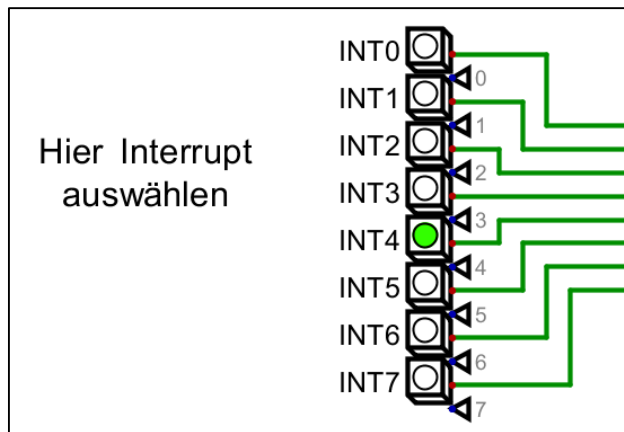 INT0
0
INT1
1
INT2
Hier Interrupt
auswählen
2
INT3
3
INT4
4
INT5
5
INT6
6
INT7
7